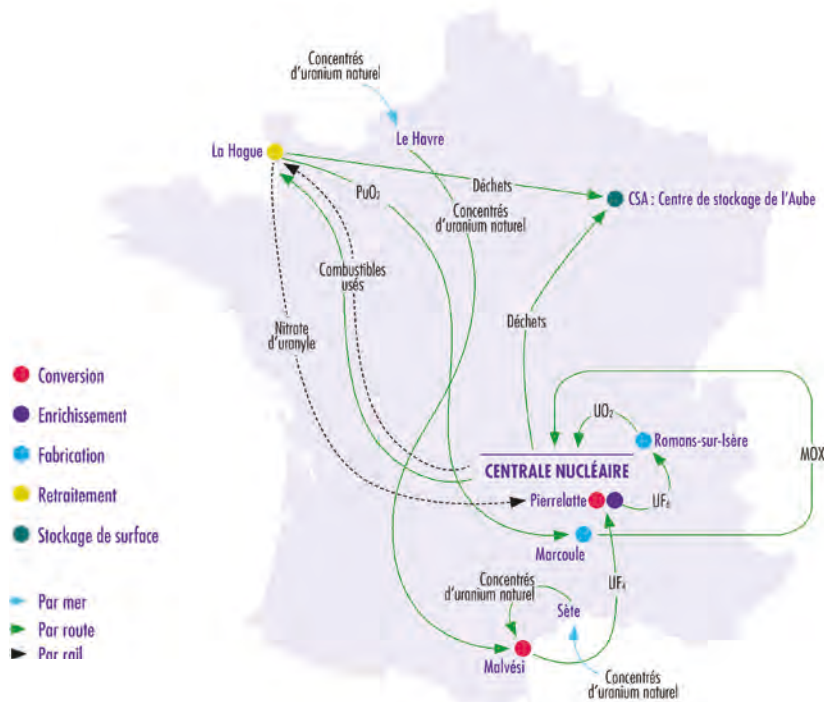 Concentrés
d'uranium naturel
Le Havre
La Hague
PuO₂
Déchets
CSA : Centre de stockage de l'Aube
Concentrés
d'uranium naturel
Combustibles
usés
Déchets
Nitrate
d'uranyle
Conversion
Enrichissement
Fabrication
Retraitement
Stockage de surface
UO₂
Romans-sur-Isère
MOX
CENTRALE NUCLÉAIRE
Pierrelatte
UF₆
Marcoule
UF₄
Concentrés
d'uranium naturel
Sète
Malvési
Concentrés
d'uranium naturel
Par mer
Par route
Par rail